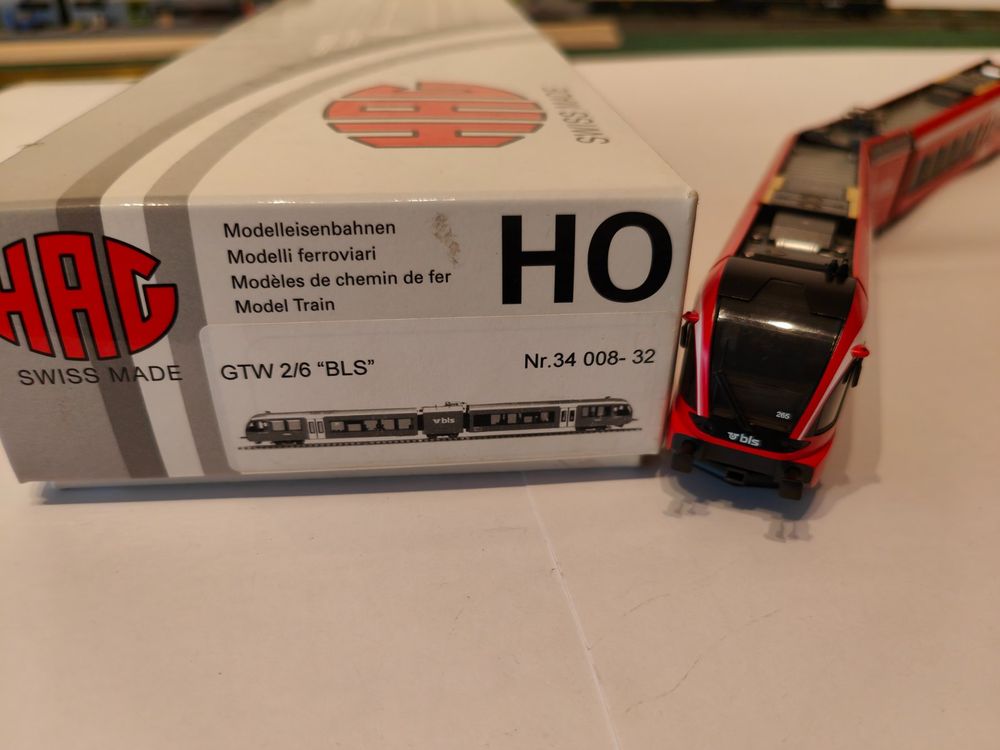 HAG
SWISS MADE
HAG
SWISS MADE
Modelleisenbahnen
Modelli ferroviari
Modèles de chemin de fer
Model Train
HO
GTW 2/6 “BLS”
Nr.34 008- 32
bls
265
bls